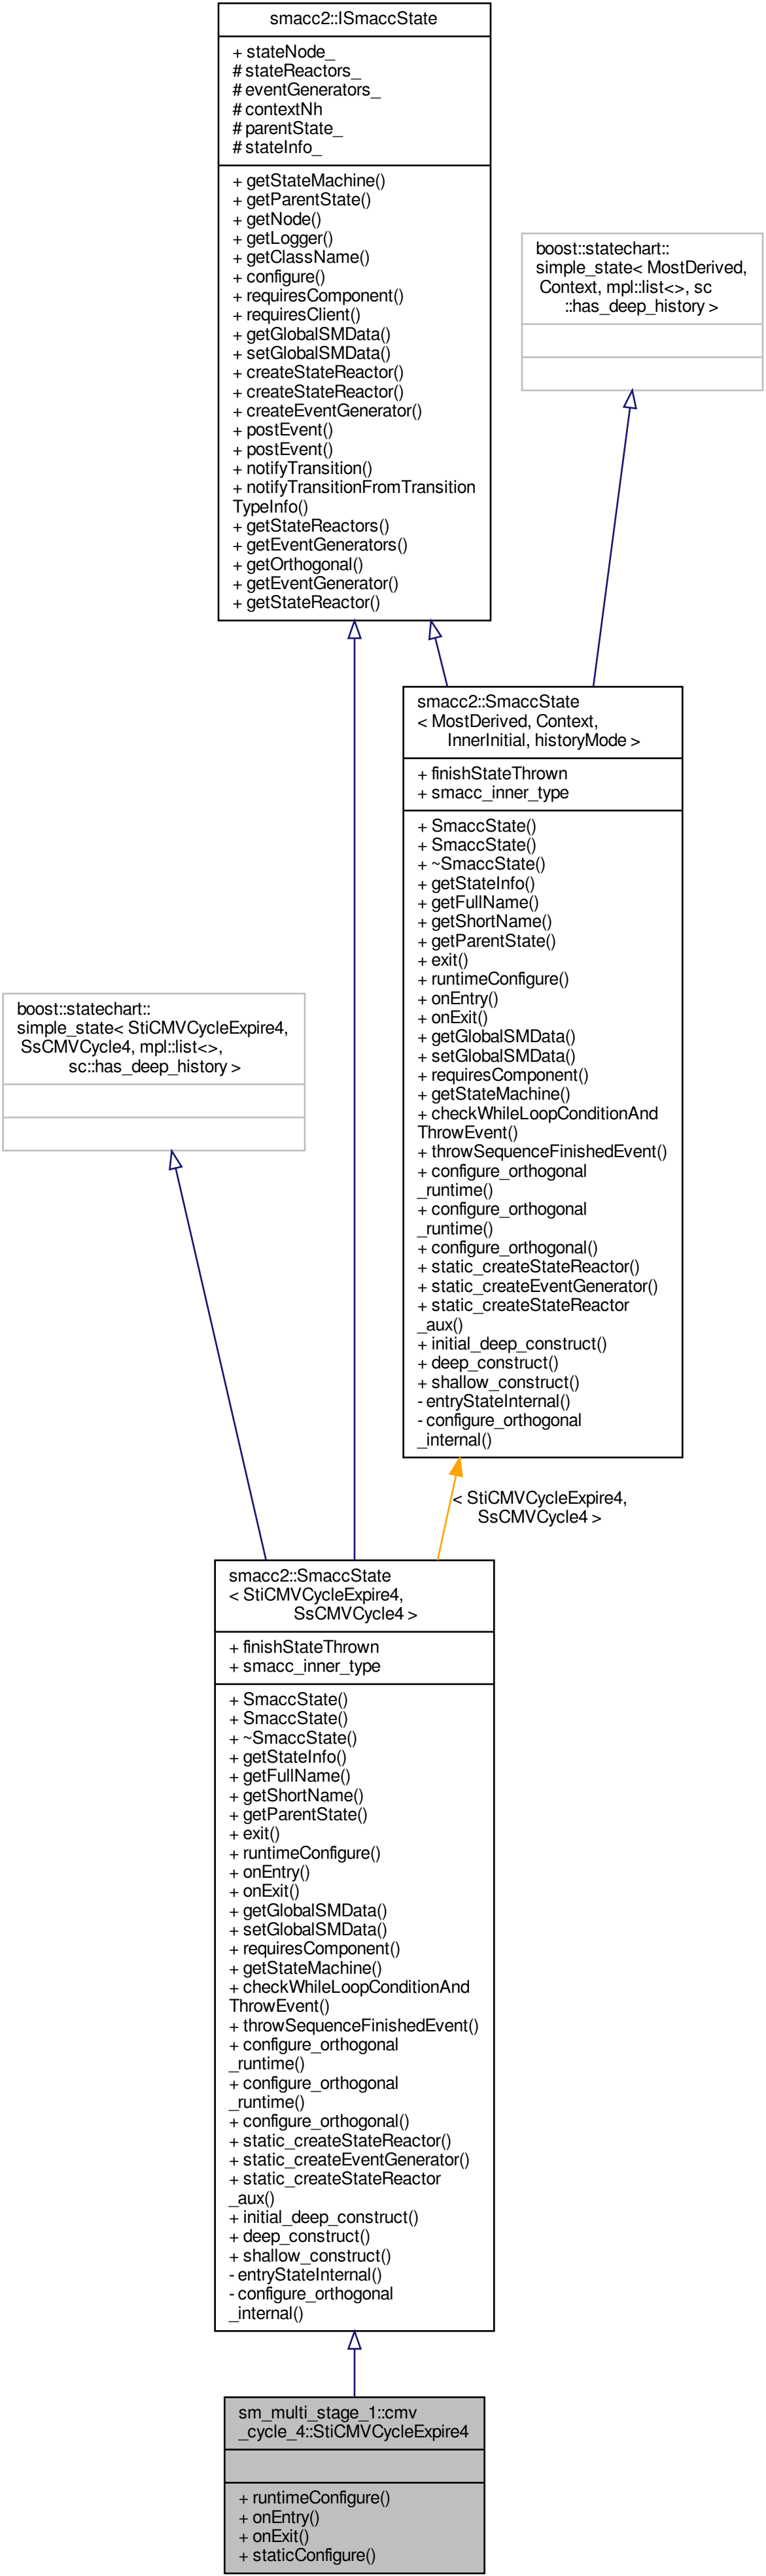 smacc2::ISmaccState
+ stateNode_
# stateReactors_
# eventGenerators_
# contextNh
# parentState_
# stateInfo_
+ getStateMachine()
+ getParentState()
+ getNode()
+ getLogger()
+ getClassName()
+ configure()
+ requiresComponent()
+ requiresClient()
+ getGlobalSMData()
+ setGlobalSMData()
+ createStateReactor()
+ createStateReactor()
+ createEventGenerator()
+ postEvent()
+ postEvent()
+ notifyTransition()
+ notifyTransitionFromTransition
TypeInfo()
+ getStateReactors()
+ getEventGenerators()
+ getOrthogonal()
+ getEventGenerator()
+ getStateReactor()
boost::statechart::
simple_state< MostDerived,
Context, mpl::list<>, sc
::has_deep_history >
smacc2::SmaccState
< MostDerived, Context,
InnerInitial, historyMode >
+ finishStateThrown
+ smacc_inner_type
+ SmaccState()
+ SmaccState()
+ ~SmaccState()
+ getStateInfo()
+ getFullName()
+ getShortName()
+ getParentState()
+ exit()
+ runtimeConfigure()
+ onEntry()
+ onExit()
+ getGlobalSMData()
+ setGlobalSMData()
+ requiresComponent()
+ getStateMachine()
+ checkWhileLoopConditionAnd
ThrowEvent()
+ throwSequenceFinishedEvent()
+ configure_orthogonal
_runtime()
+ configure_orthogonal
_runtime()
+ configure_orthogonal()
+ static_createStateReactor()
+ static_createEventGenerator()
+ static_createStateReactor
_aux()
+ initial_deep_construct()
+ deep_construct()
+ shallow_construct()
- entryStateInternal()
- configure_orthogonal
_internal()
boost::statechart::
simple_state< StiCMVCycleExpire4,
SsCMVCycle4, mpl::list<>,
sc::has_deep_history >
< StiCMVCycleExpire4,
SsCMVCycle4 >
smacc2::SmaccState
< StiCMVCycleExpire4,
SsCMVCycle4 >
+ finishStateThrown
+ smacc_inner_type
+ SmaccState()
+ SmaccState()
+ ~SmaccState()
+ getStateInfo()
+ getFullName()
+ getShortName()
+ getParentState()
+ exit()
+ runtimeConfigure()
+ onEntry()
+ onExit()
+ getGlobalSMData()
+ setGlobalSMData()
+ requiresComponent()
+ getStateMachine()
+ checkWhileLoopConditionAnd
ThrowEvent()
+ throwSequenceFinishedEvent()
+ configure_orthogonal
_runtime()
+ configure_orthogonal
_runtime()
+ configure_orthogonal()
+ static_createStateReactor()
+ static_createEventGenerator()
+ static_createStateReactor
_aux()
+ initial_deep_construct()
+ deep_construct()
+ shallow_construct()
- entryStateInternal()
- configure_orthogonal
_internal()
sm_multi_stage_1::cmv
_cycle_4::StiCMVCycleExpire4
+ runtimeConfigure()
+ onEntry()
+ onExit()
+ staticConfigure()